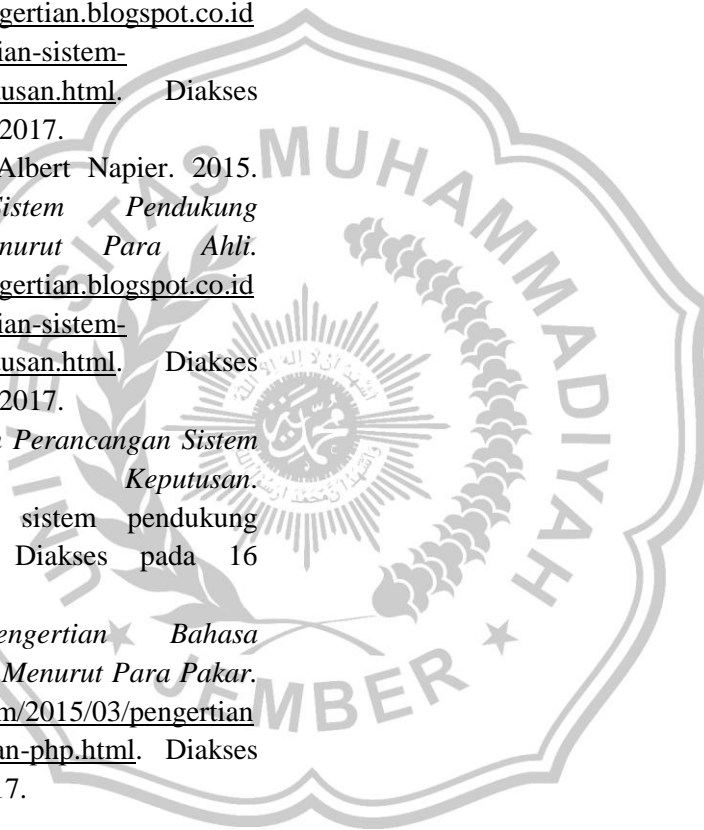 gertian.blogspot.co.id
ian-sistem-
usan.html. Diakses
2017.
Albert Napier. 2015.
Sistem Pendukung
nurut Para Ahli.
gertian.blogspot.co.id
ian-sistem-
usan.html. Diakses
2017.
Perancangan Sistem
Keputusan.
sistem pendukung
Diakses pada 16
engertian Bahasa
Menurut Para Pakar.
m/2015/03/pengertian
an-php.html. Diakses
17.
UNIVERSITAS MUHAMMADIYAH
JEMBER